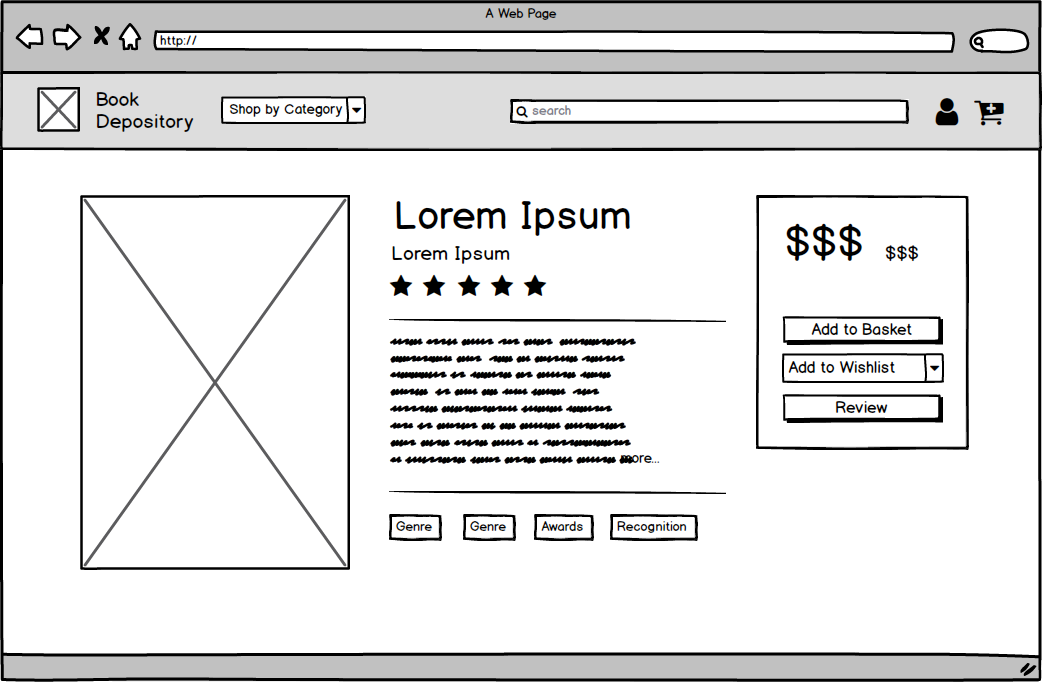 A Web Page
http://
Book
Depository
Shop by Category
search
Lorem Ipsum
Lorem Ipsum
more...
Genre
Genre
Awards
Recognition
$$$
$$$
Add to Basket
Add to Wishlist
Review